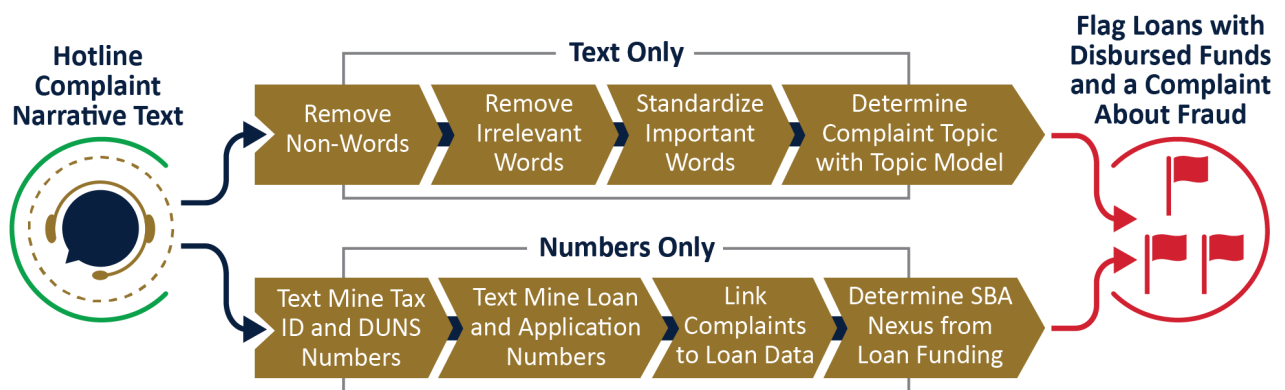 Hotline
Complaint
Narrative Text
Text Only
Remove
Non-Words
Remove
Irrelevant
Words
Standardize
Important
Words
Determine
Complaint Topic
with Topic Model
Numbers Only
Text Mine Tax
ID and DUNS
Numbers
Text Mine Loan
and Application
Numbers
Link
Complaints
to Loan Data
Determine SBA
Nexus from
Loan Funding
Flag Loans with
Disbursed Funds
and a Complaint
About Fraud